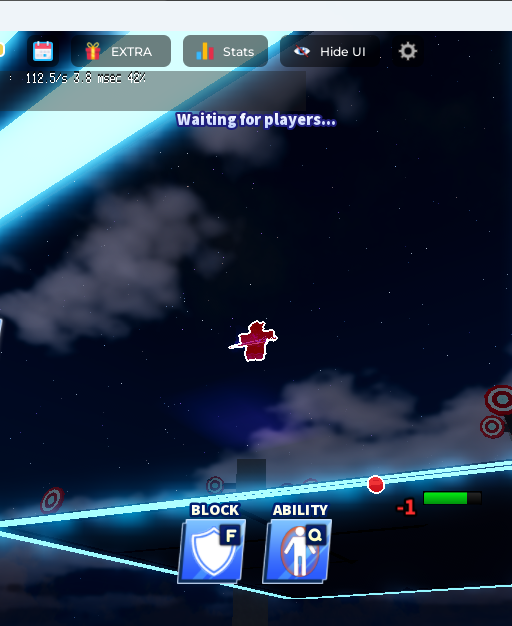 EXTRA
Stats
Hide UI
: 112.5/s 3.8 msec 42%
Waiting for players...
-1
BLOCK
ABILITY
F
Q